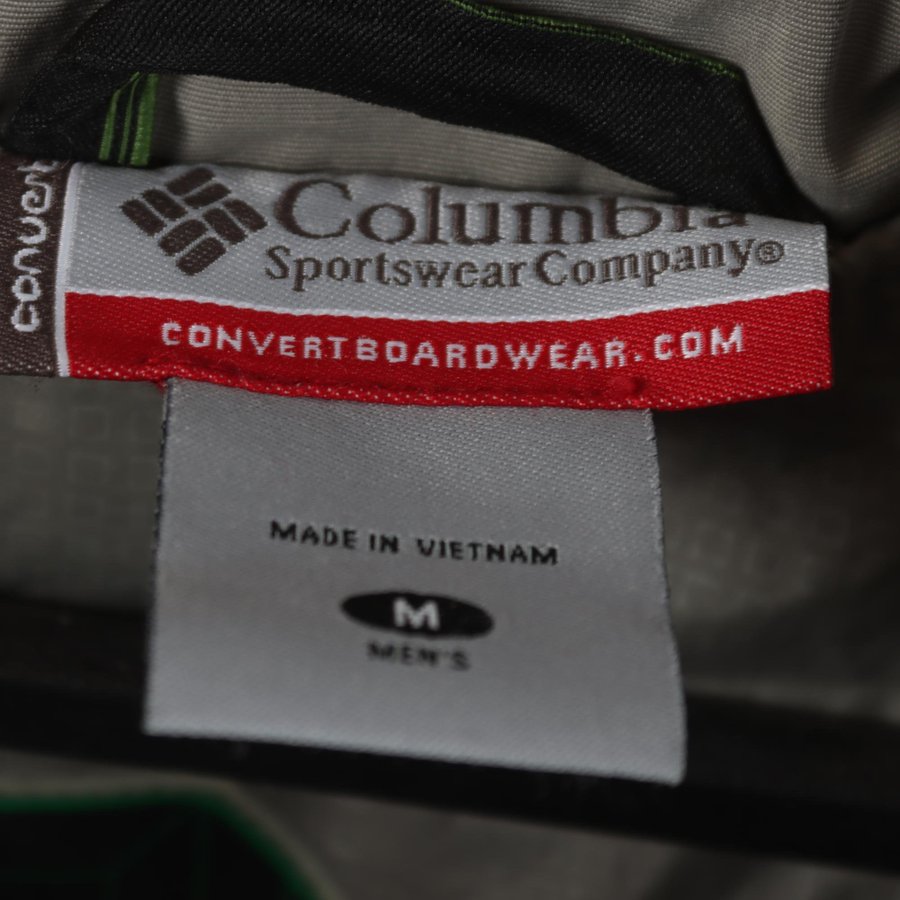 convert
Columbia
Sportswear Company®
CONVERTBOARDWEAR.COM
MADE IN VIETNAM
M
MEN'S